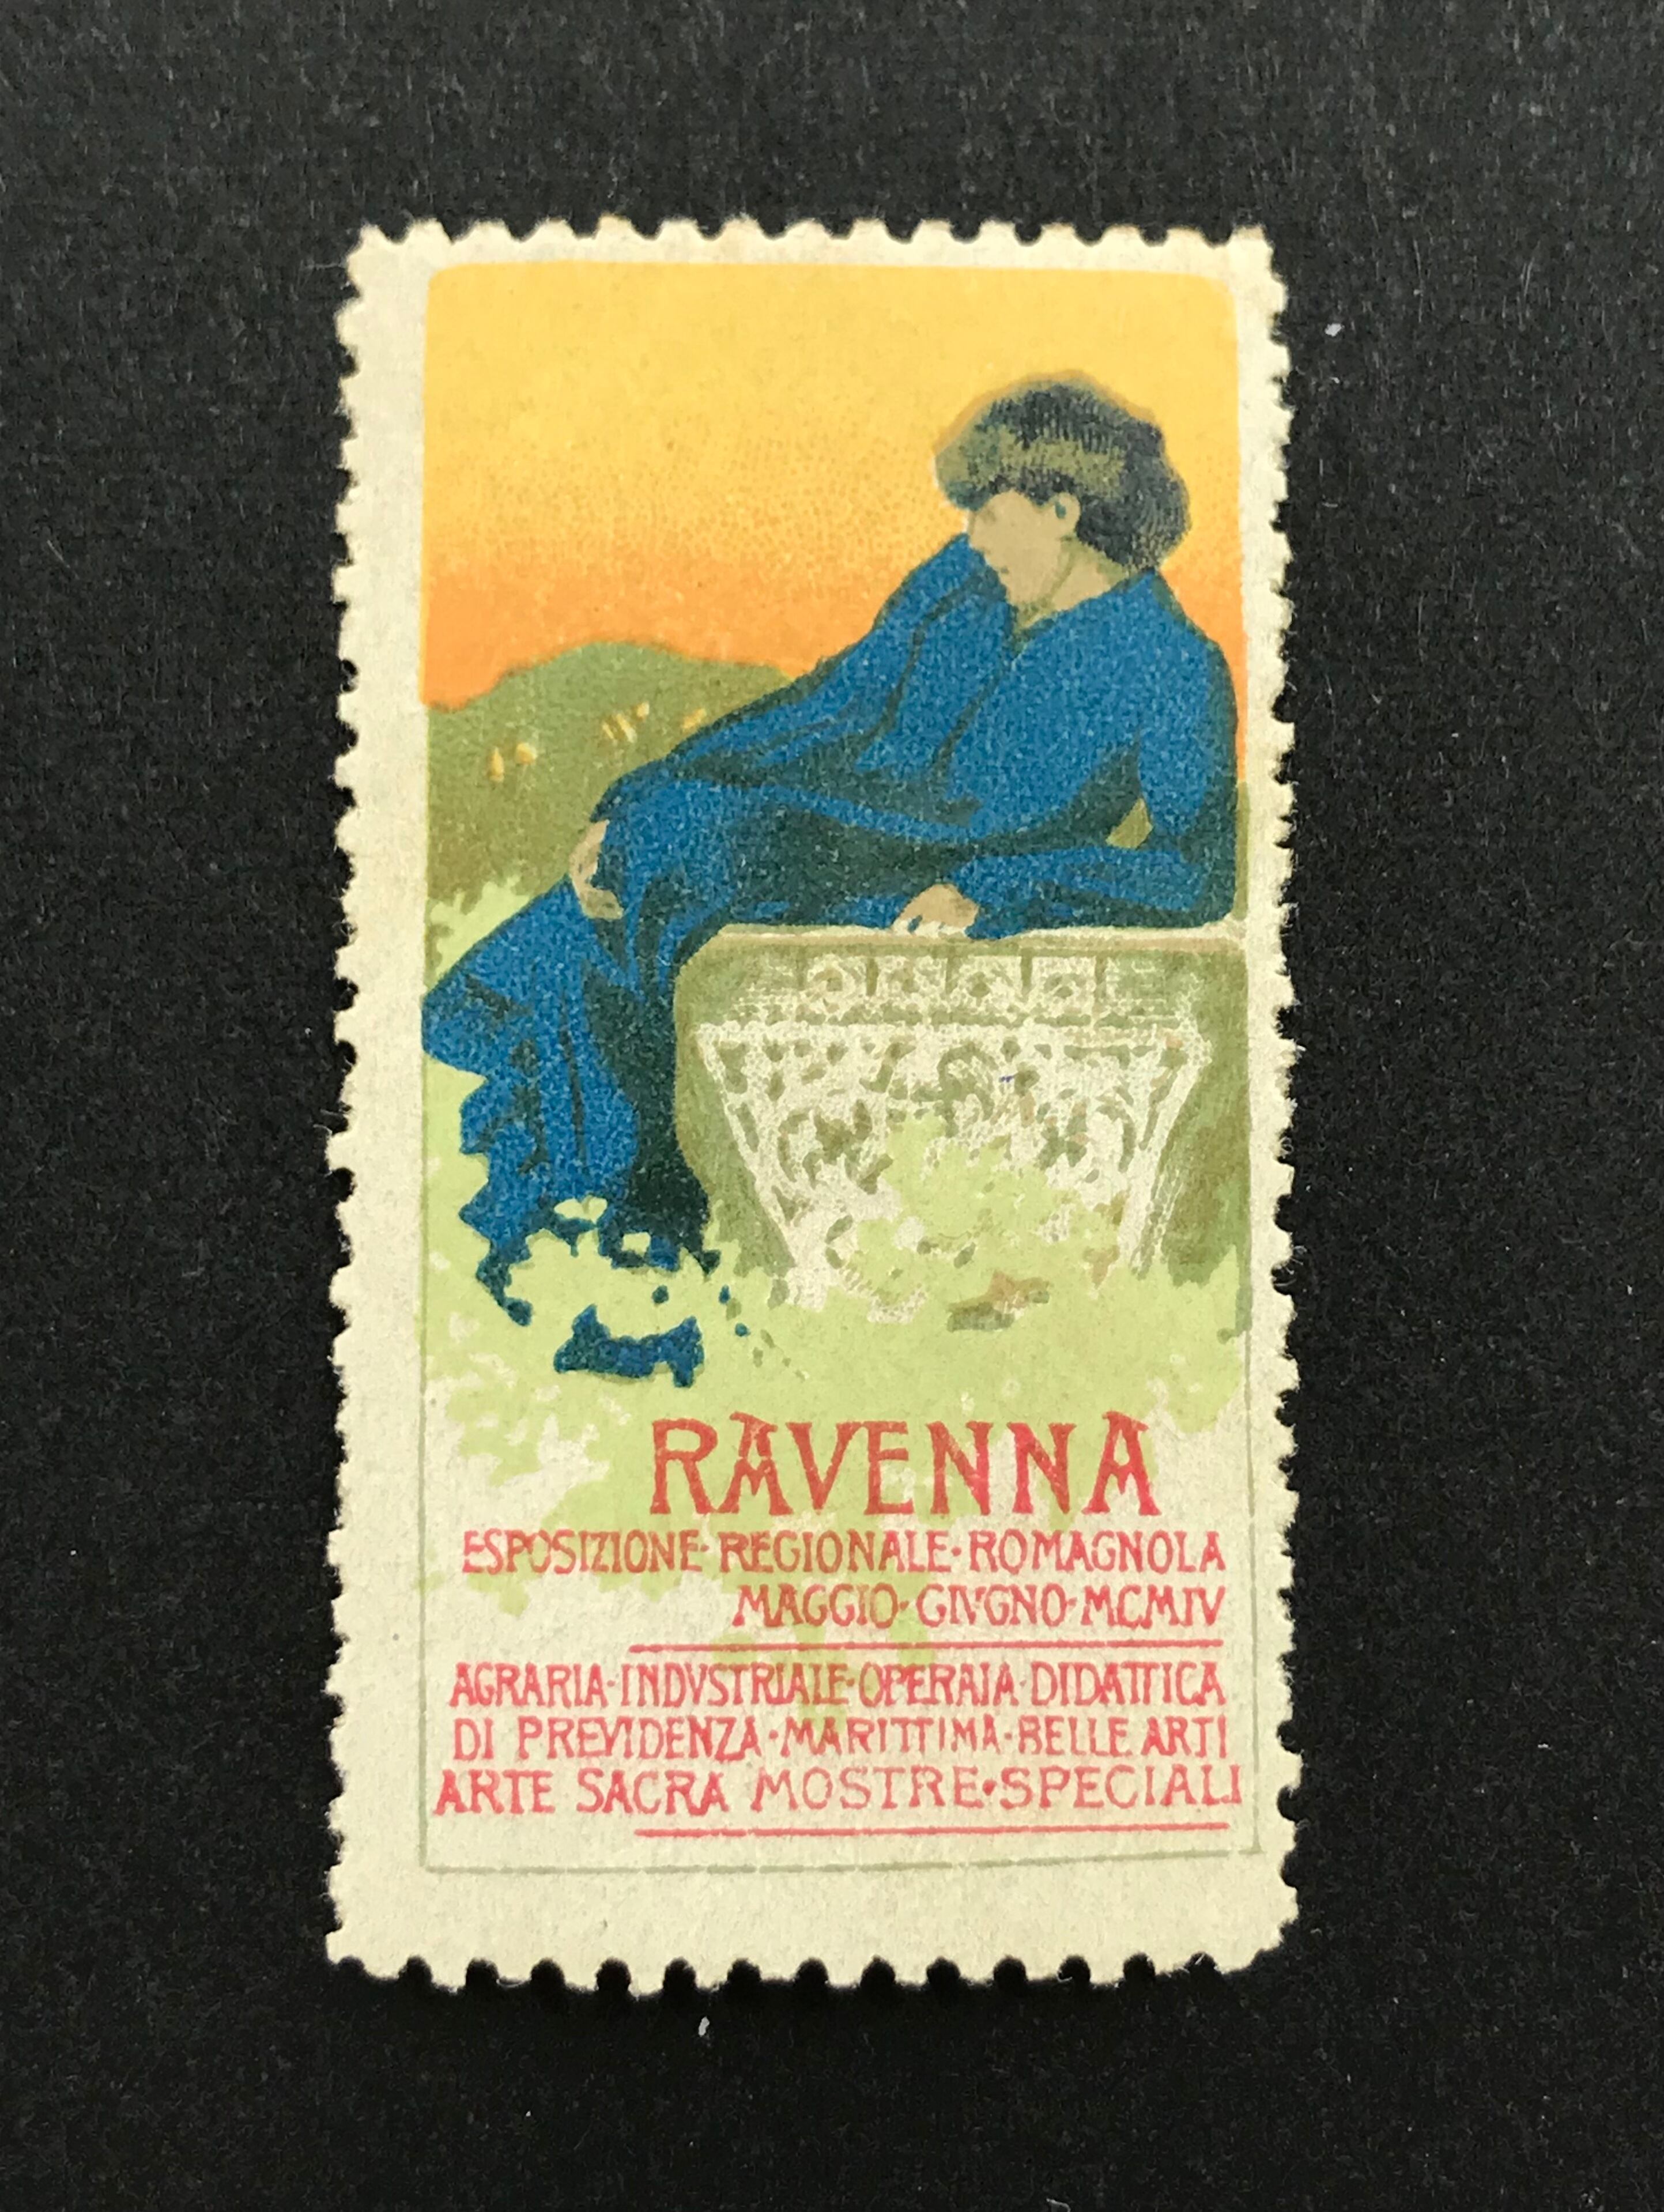 RAVENNA
ESPOSIZIONE·REGIONALE·ROMAGNOLA
MAGGIO·GIVGNO·MCMIV
AGRARIA·INDVSTRIALE·OPERAIA·DIDATTICA
DI PREVIDENZA·MARITTIMA·BELLE ARTI
ARTE SACRA MOSTRE·SPECIALI